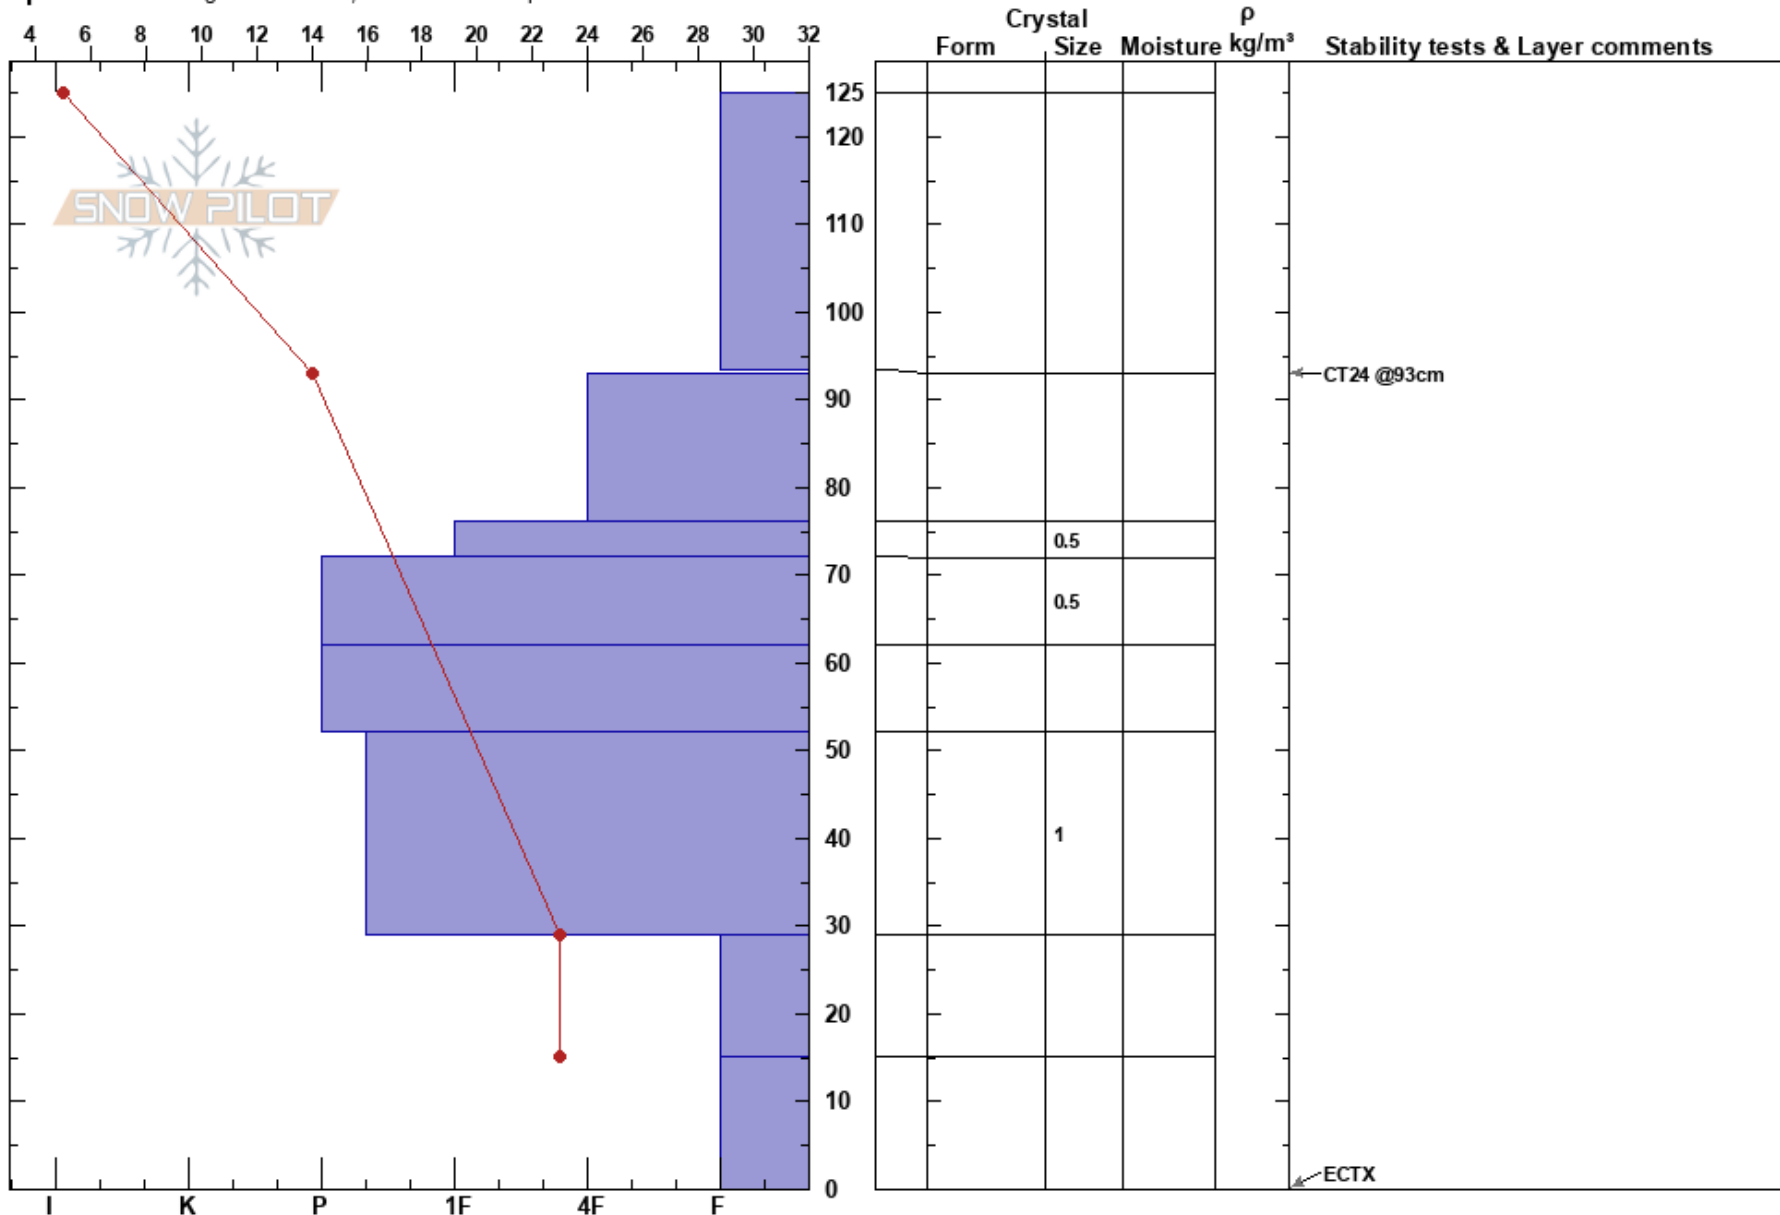 4 6 8 10 12 14 16 18 20 22 24 26 28 30 32
Crystal
ρ
Form Size Moisture kg/m³ Stability tests & Layer comments
125
120
SNOW PILOT
110
100
CT24 @93cm
90
80
0.5
70
0.5
60
50
40
1
30
20
10
ECTX
0
I K P 1F 4F F